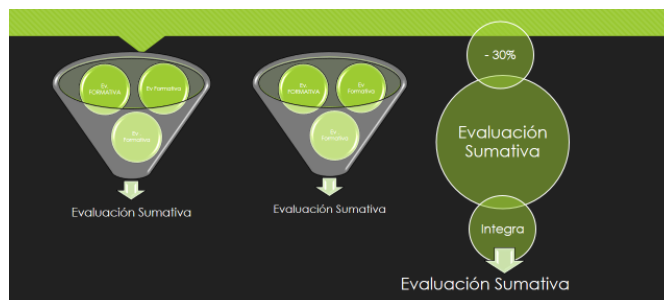 Ev
FORMATIVA
Ev Formativa
Ev
Formativa
Evaluación Sumativa
Ev
FORMATIVA
Ev
Formativa
Ev
Formativa
Evaluación Sumativa
- 30%
Evaluación
Sumativa
Integra
Evaluación Sumativa